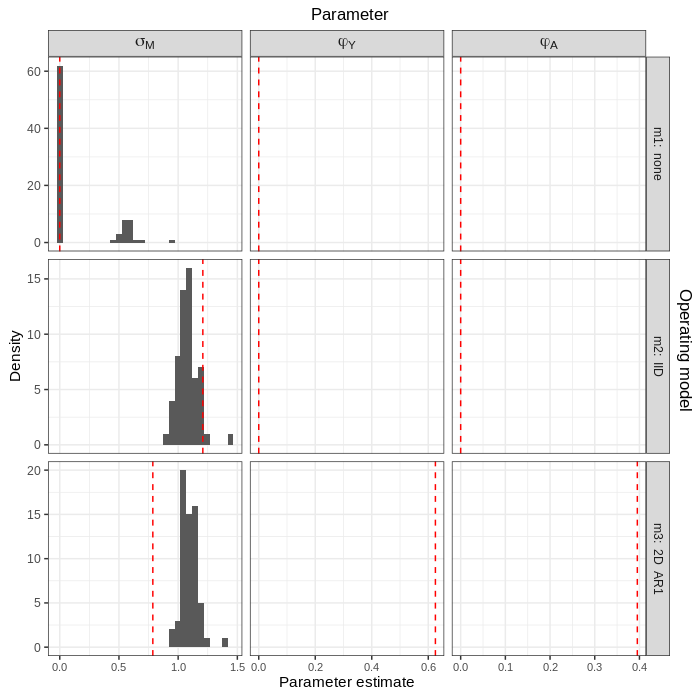 Parameter
σM φY φA
60
40
20
0
m1: none
15
10
5
0
m2: IID
20
15
10
5
0
m3: 2D AR1
Density
Operating model
0.0 0.5 1.0 1.5 0.0 0.2 0.4 0.6 0.0 0.1 0.2 0.3 0.4
Parameter estimate